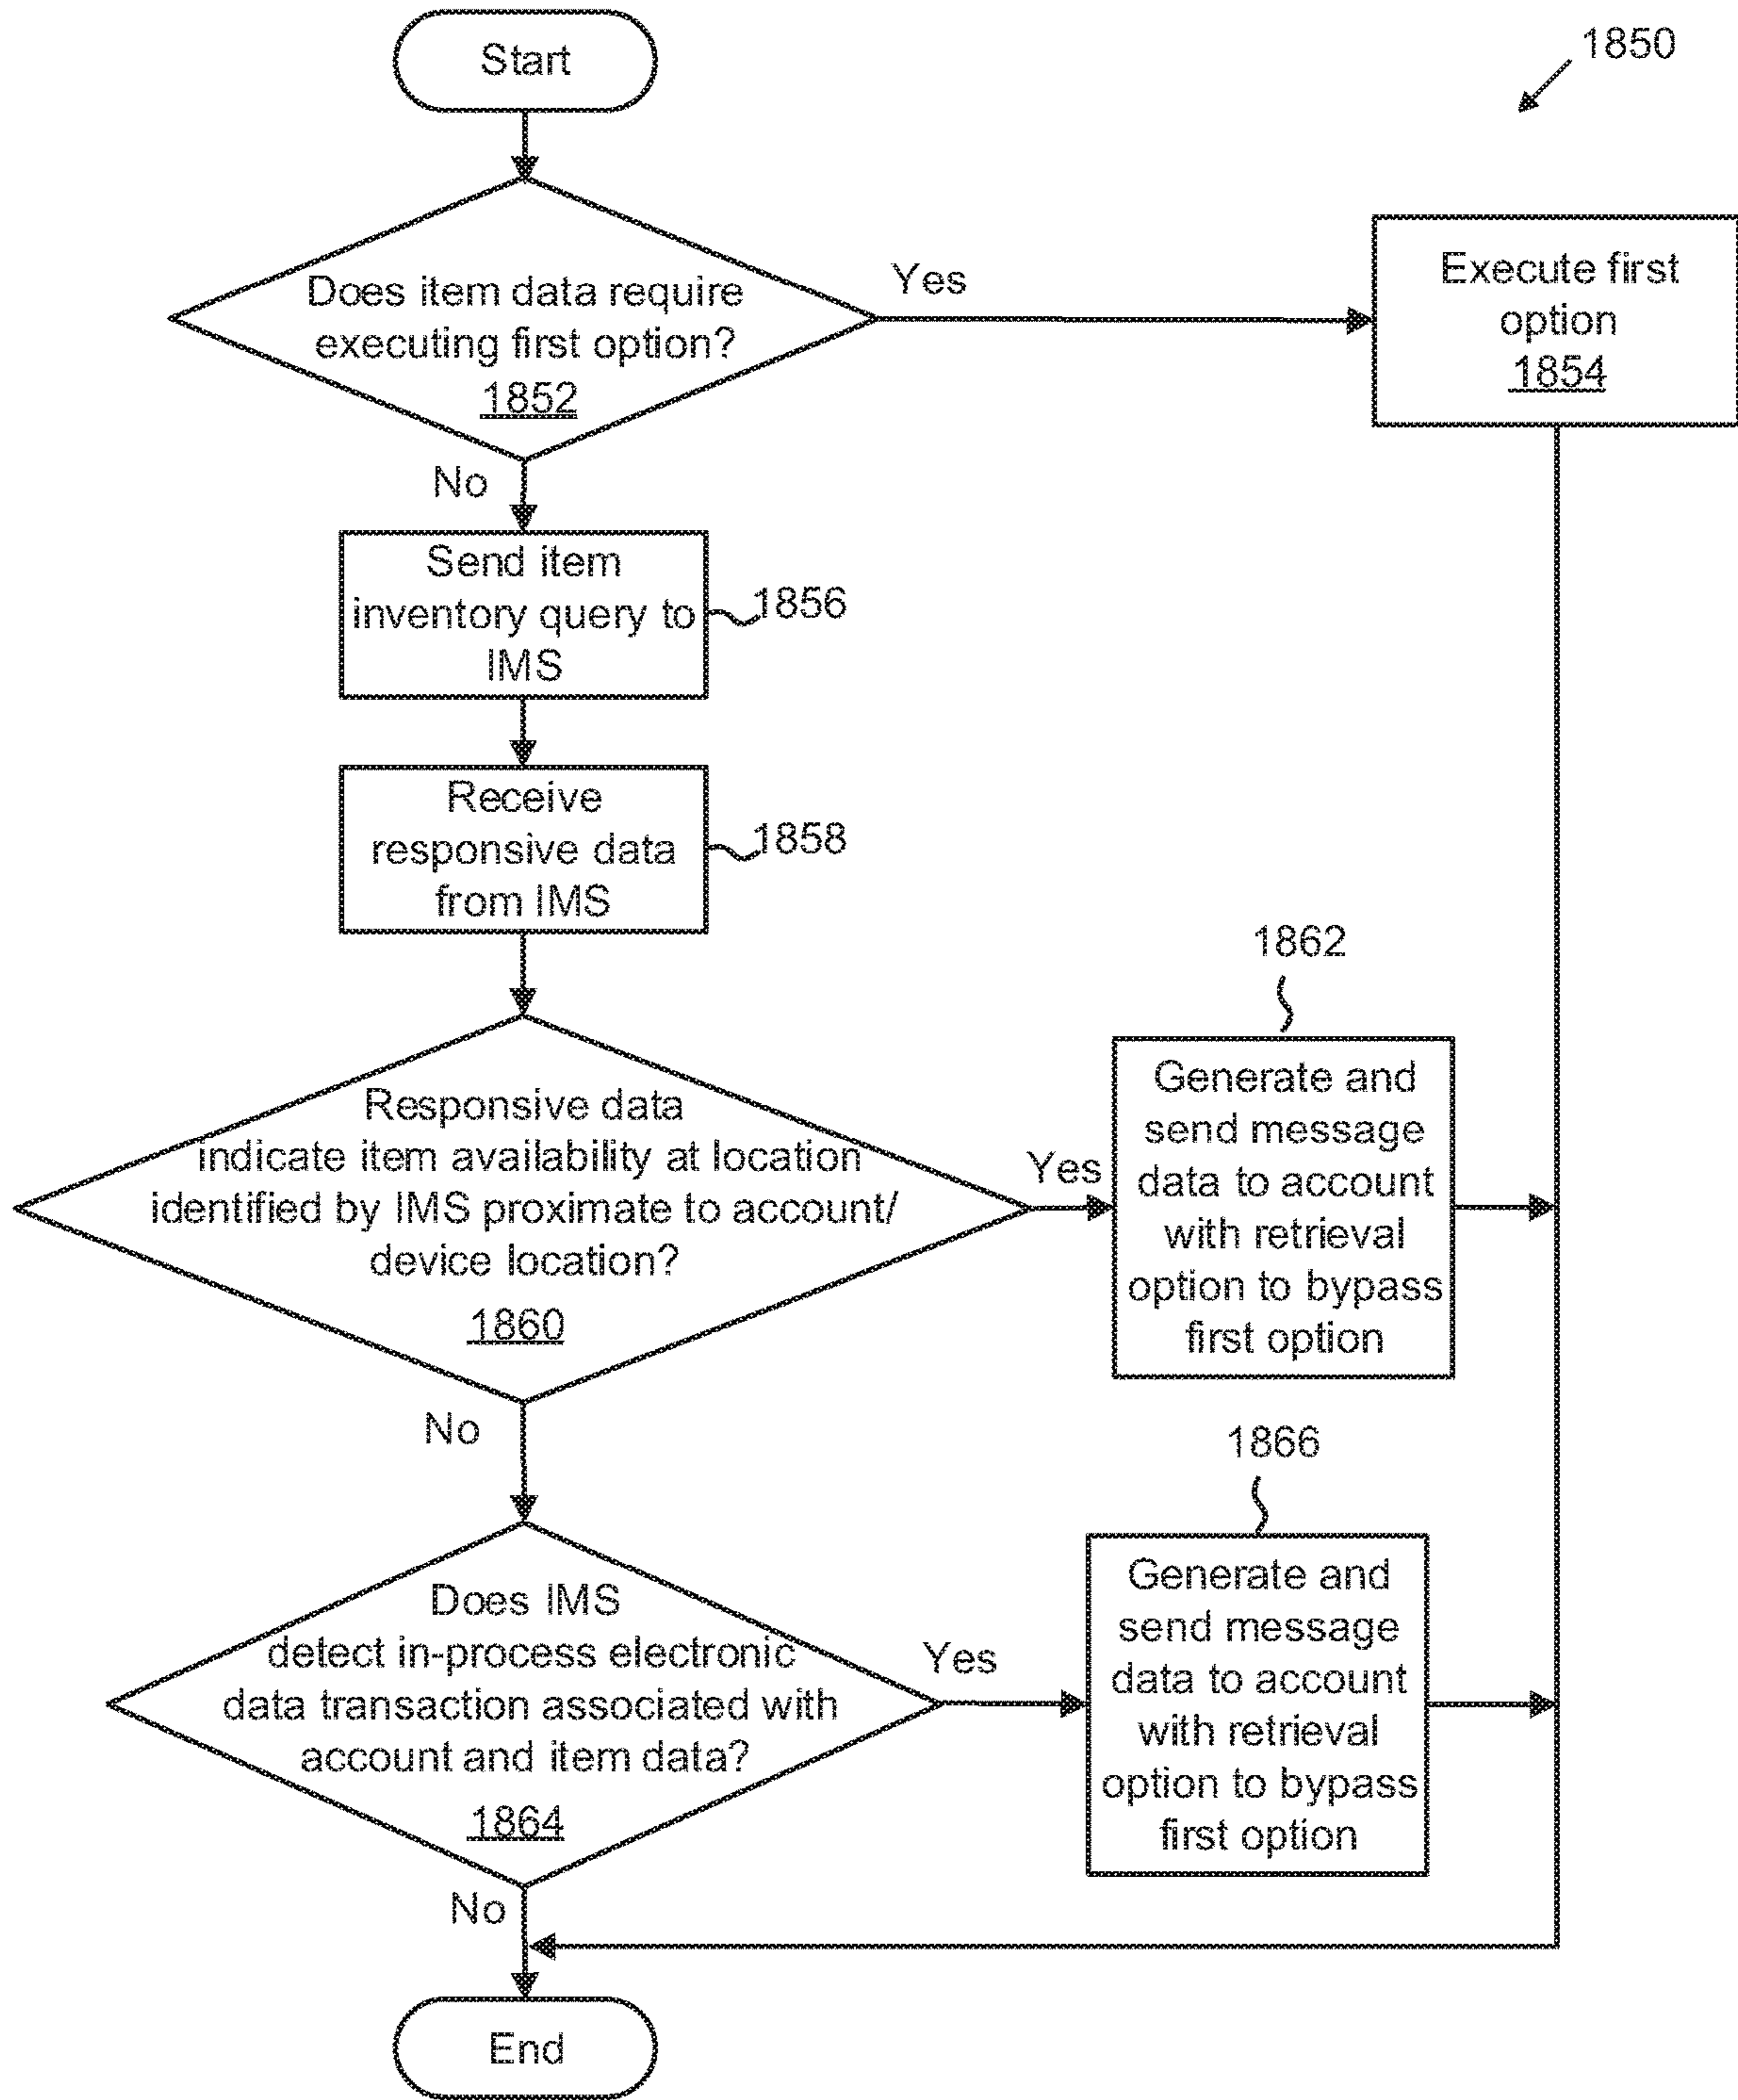 Start
1850
Does item data require
executing first option?
1852
Yes
Execute first
option
1854
No
Send item
inventory query to
IMS
1856
Receive
responsive data
from IMS
1858
Responsive data
indicate item availability at location
identified by IMS proximate to account/
device location?
1860
Yes
1862
Generate and
send message
data to account
with retrieval
option to bypass
first option
No
Does IMS
detect in-process electronic
data transaction associated with
account and item data?
1864
Yes
1866
Generate and
send message
data to account
with retrieval
option to bypass
first option
No
End